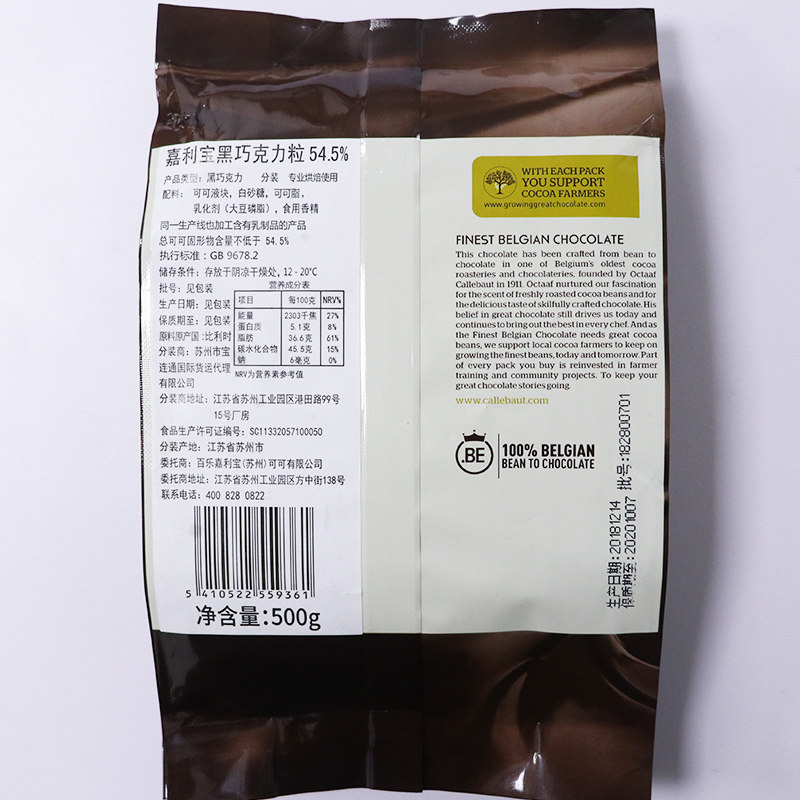 嘉利宝黑巧克力粒 54.5%
产品类型：黑巧克力 分装 专业烘焙使用
配料： 可可液块，白砂糖，可可脂，
乳化剂（大豆磷脂），食用香精
同一生产线也加工含有乳制品的产品
总可可固形物含量不低于 54.5%
执行标准：GB 9678.2
储存条件：存放于阴凉干燥处，12-20℃
批号：见包装
生产日期：见包装
保质期至：见包装
原料原产国：比利时
分装商：苏州市宝
连通国际货运代理
有限公司
营养成分表
项目 每100克 NRV%
能量 2303千焦 27%
蛋白质 5.1克 8%
脂肪 36.6克 61%
碳水化合物 45.5克 15%
钠 6毫克 0%
NRV为营养素参考值
分装商地址：江苏省苏州工业园区港田路99号
15号厂房
食品生产许可证编号：SC11332057100050
分装产地：江苏省苏州市
委托商：百乐嘉利宝(苏州)可可有限公司
委托商地址：江苏省苏州工业园区方中街138号
联系电话：400 828 0822
5 410522 559361
净含量：500g
WITH EACH PACK
YOU SUPPORT
COCOA FARMERS
www.growinggreatchocolate.com
FINEST BELGIAN CHOCOLATE
This chocolate has been crafted from bean to
chocolate in one of Belgium's oldest cocoa
roasteries and chocolateries, founded by Octaaf
Callebaut in 1911. Octaaf nurtured our fascination
for the scent of freshly roasted cocoa beans and for
the delicious taste of skilfully crafted chocolate. His
belief in great chocolate still drives us today and
continues to bring out the best in every chef. And as
the Finest Belgian Chocolate needs great cocoa
beans, we support local cocoa farmers to keep on
growing the finest beans, today and tomorrow. Part
of every pack you buy is reinvested in farmer
training and community projects. To keep your
great chocolate stories going.
www.callebaut.com
.BE
100% BELGIAN
BEAN TO CHOCOLATE
生产日期：20181214 批号：182800701
保质期至：20201007